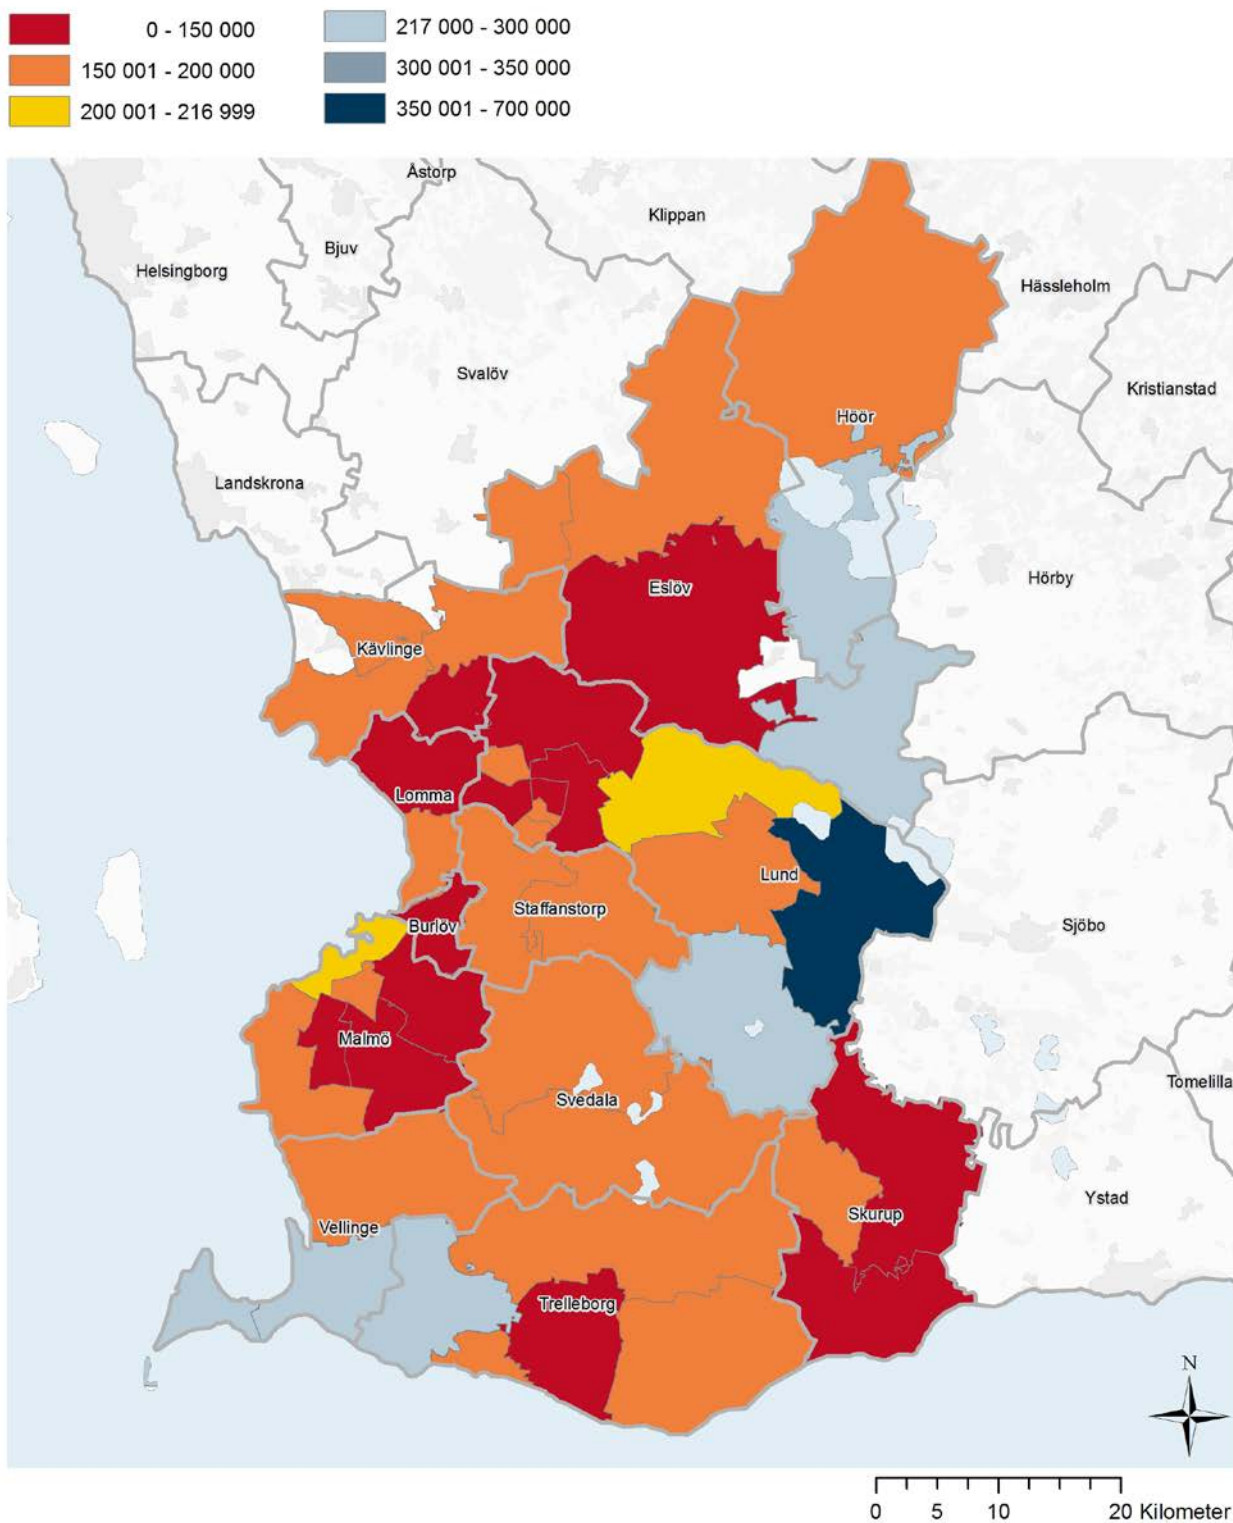 0 - 150 000
150 001 - 200 000
200 001 - 216 999
217 000 - 300 000
300 001 - 350 000
350 001 - 700 000
Åstorp
Klippan
Bjuv
Helsingborg
Hässleholm
Svalöv
Kristianstad
Höör
Landskrona
Hörby
Eslöv
Kävlinge
Lomma
Lund
Staffanstorp
Burlöv
Sjöbo
Malmö
Tomelilla
Svedala
Ystad
Skurup
Vellinge
Trelleborg
N
0 5 10 20 Kilometer